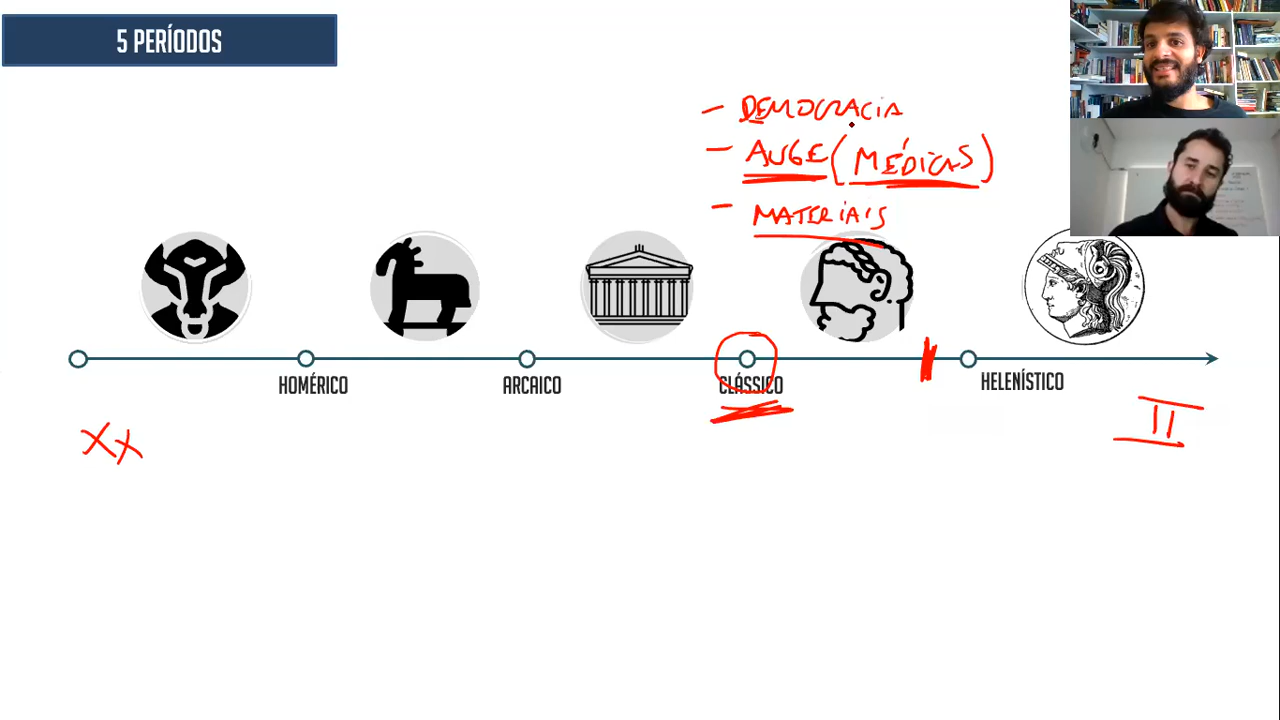 5 PERÍODOS
- DEMOCRACIA
- AUGE (MÉDICAS)
- MATERIAIS
HOMÉRICO
ARCAICO
CLÁSSICO
HELENÍSTICO
XX
II